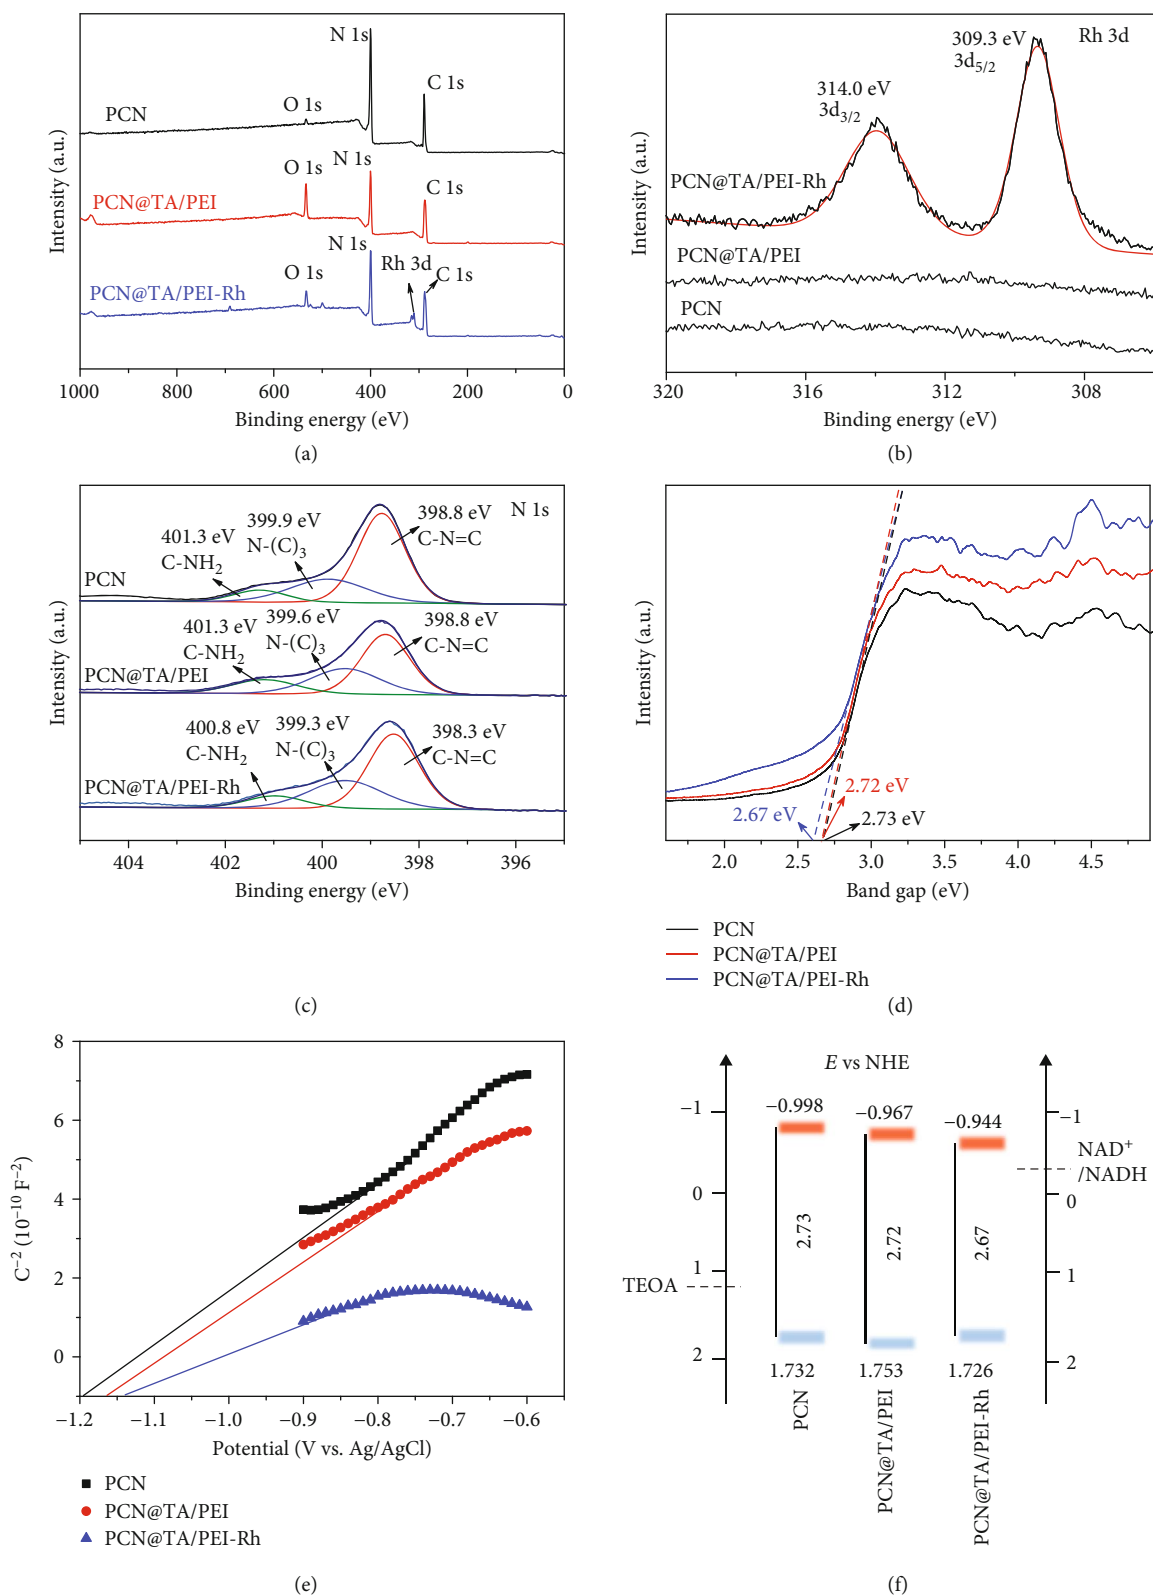 N 1s
C 1s
O 1s
PCN
N 1s
O 1s
C 1s
PCN@TA/PEI
N 1s
Rh 3d
O 1s
C 1s
PCN@TA/PEI-Rh
Intensity (a.u.)
1000
800
600
400
200
0
Binding energy (eV)
(a)
309.3 eV
3d5/2
Rh 3d
314.0 eV
3d3/2
PCN@TA/PEI-Rh
PCN@TA/PEI
PCN
Intensity (a.u.)
320
316
312
308
Binding energy (eV)
(b)
N 1s
398.8 eV
C-N=C
399.9 eV
N-(C)3
401.3 eV
C-NH2
PCN
399.6 eV
N-(C)3
398.8 eV
C-N=C
401.3 eV
C-NH2
PCN@TA/PEI
400.8 eV
C-NH2
399.3 eV
N-(C)3
398.3 eV
C-N=C
PCN@TA/PEI-Rh
Intensity (a.u.)
404
402
400
398
396
Binding energy (eV)
(c)
Intensity (a.u.)
2.72 eV
2.67 eV
2.73 eV
2.0
2.5
3.0
3.5
4.0
4.5
Band gap (eV)
PCN
PCN@TA/PEI
PCN@TA/PEI-Rh
(d)
8
6
4
2
0
C−2 (10−10 F−2)
−1.2
−1.1
−1.0
−0.9
−0.8
−0.7
−0.6
Potential (V vs. Ag/AgCl)
PCN
PCN@TA/PEI
PCN@TA/PEI-Rh
(e)
E vs NHE
−1
0
1
2
TEOA
−0.998
−0.967
−0.944
2.73
2.72
2.67
1.732
1.753
1.726
PCN
PCN@TA/PEI
PCN@TA/PEI-Rh
−1
NAD+
/NADH
0
1
2
(f)